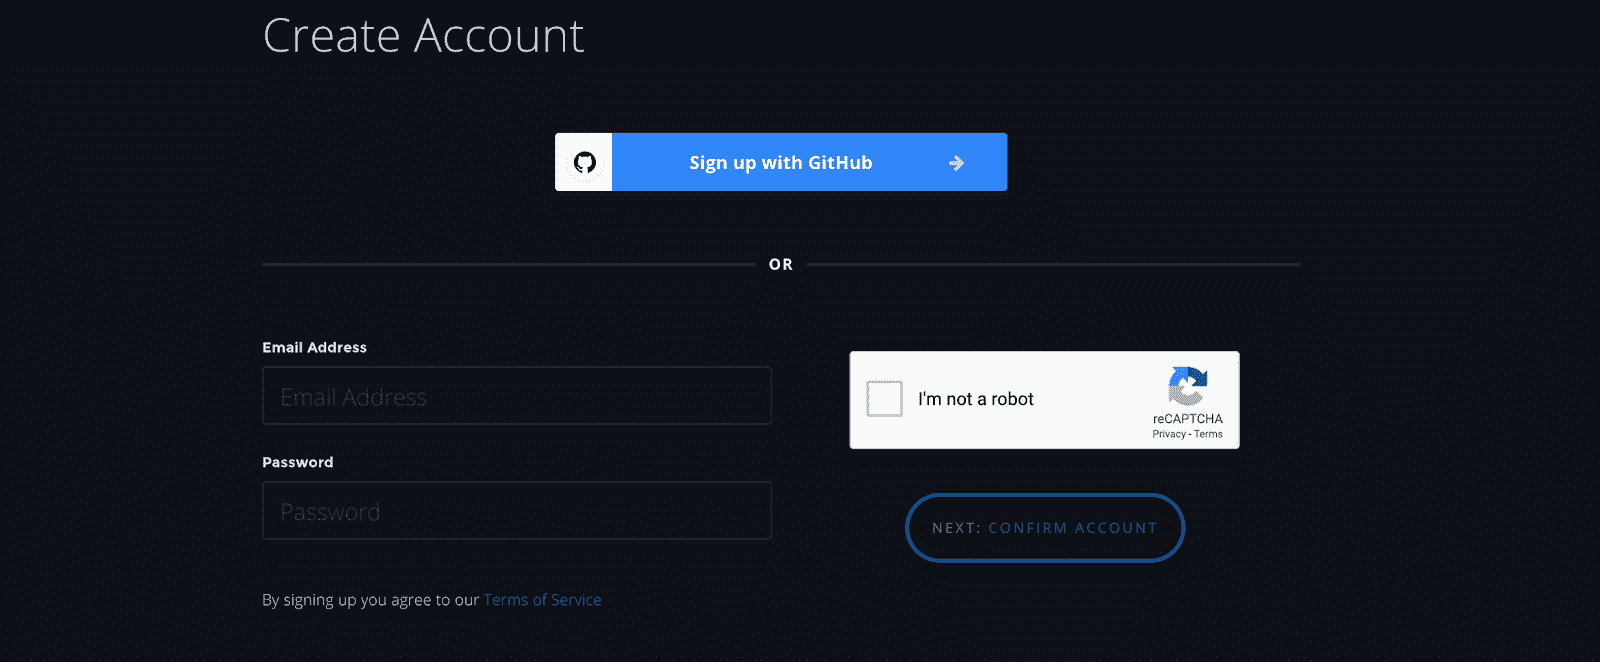 Create Account
Sign up with GitHub
OR
Email Address
Email Address
Password
Password
By signing up you agree to our Terms of Service
I'm not a robot
reCAPTCHA
Privacy - Terms
NEXT: CONFIRM ACCOUNT